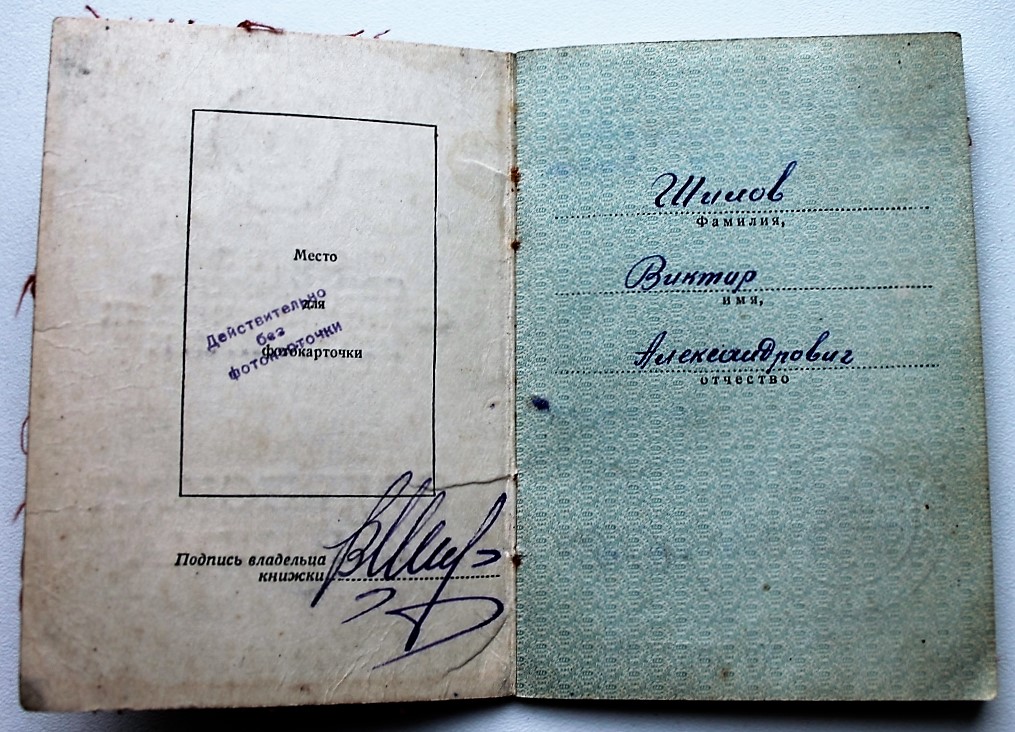 Место
для
фотокарточки
Действительно
без
фотокарточки
Подпись владельца
книжки
Шилов
фамилия,
Виктор
имя,
Александрович
отчество